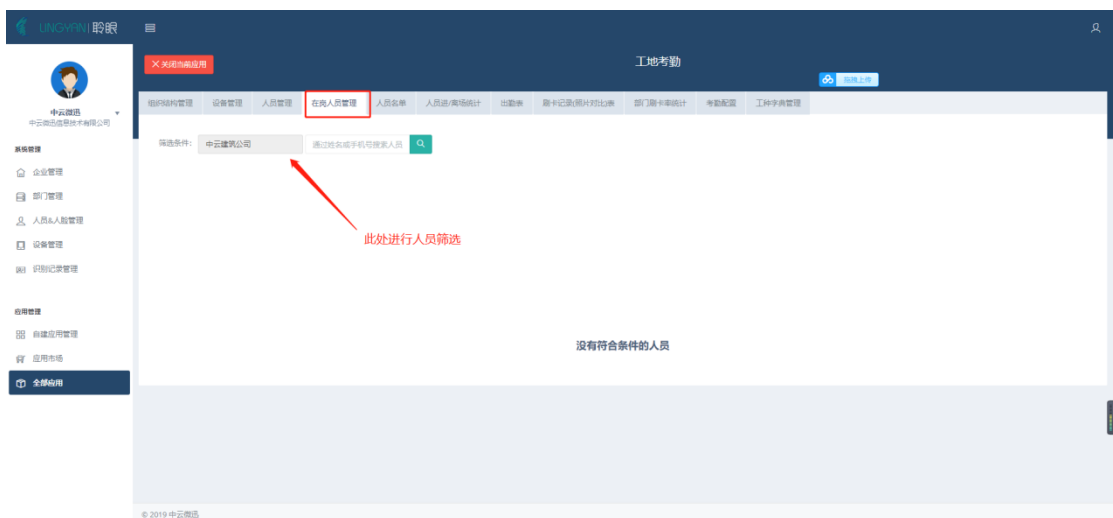 LINGYAN | 聆眼
关闭当前应用
工地考勤
拖拽上传
中云微迅
中云微迅信息技术有限公司
组织结构管理 设备管理 人员管理 在岗人员管理 人员名单 人员进/离场统计 出勤表 刷卡记录(照片对比)表 部门刷卡率统计 考勤配置 工种字典管理
筛选条件: 中云建筑公司 通过姓名或手机号搜索人员
系统管理
企业管理
部门管理
人员&人脸管理
设备管理
识别记录管理
此处进行人员筛选
应用管理
自建应用管理
应用市场
全部应用
没有符合条件的人员
© 2019 中云微迅